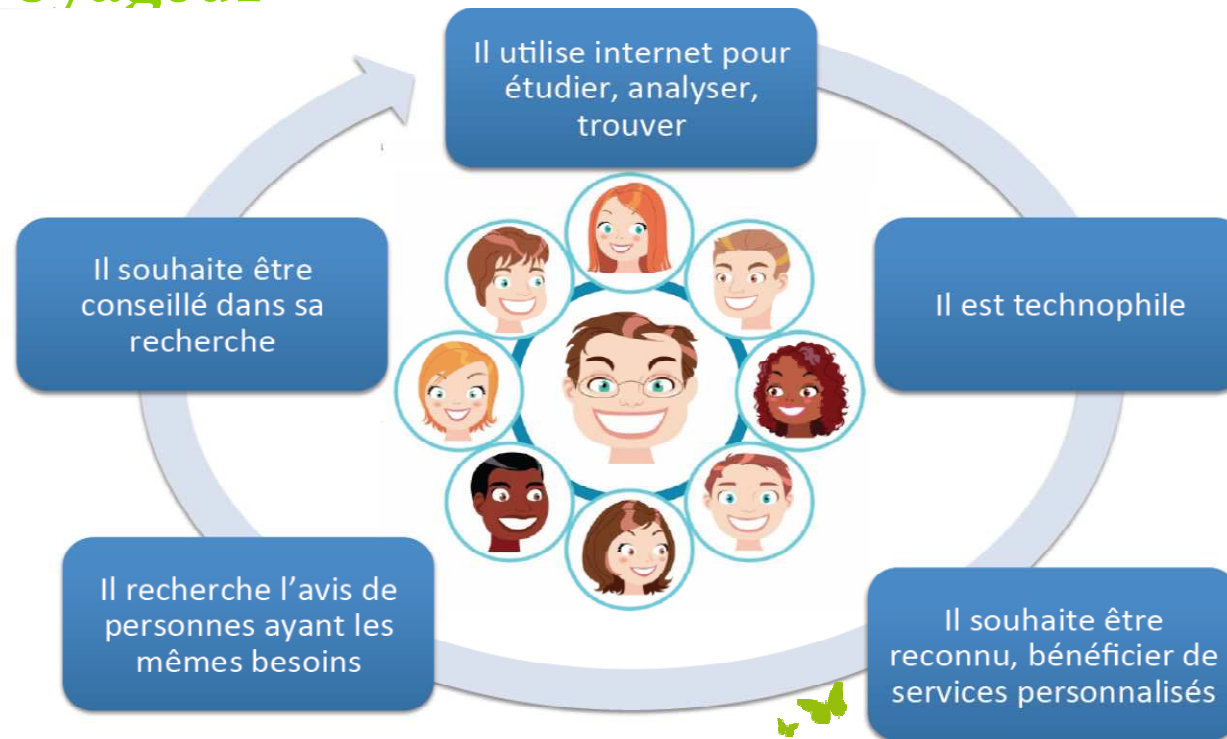 Il utilise internet pour
étudier, analyser,
trouver
Il est technophile
Il souhaite être
reconnu, bénéficier de
services personnalisés
Il recherche l’avis de
personnes ayant les
mêmes besoins
Il souhaite être
conseillé dans sa
recherche